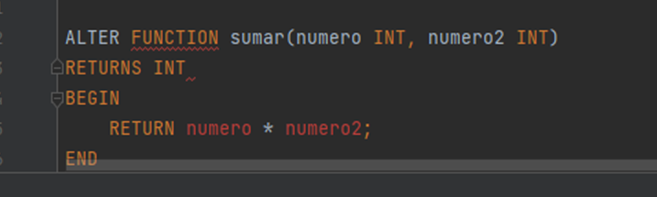 ALTER FUNCTION sumar(numero INT, numero2 INT)
RETURNS INT
BEGIN
RETURN numero * numero2;
END